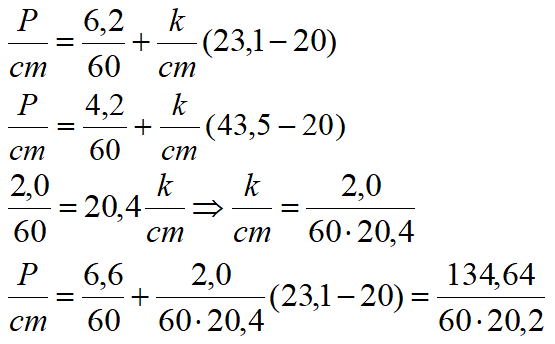 P/cm = 6,2/60 + k/cm (23,1 − 20)
P/cm = 4,2/60 + k/cm (43,5 − 20)
2,0/60 = 20,4 k/cm ⇒ k/cm = 2,0/(60·20,4)
P/cm = 6,6/60 + 2,0/(60·20,4) (23,1 − 20) = 134,64/(60·20,2)